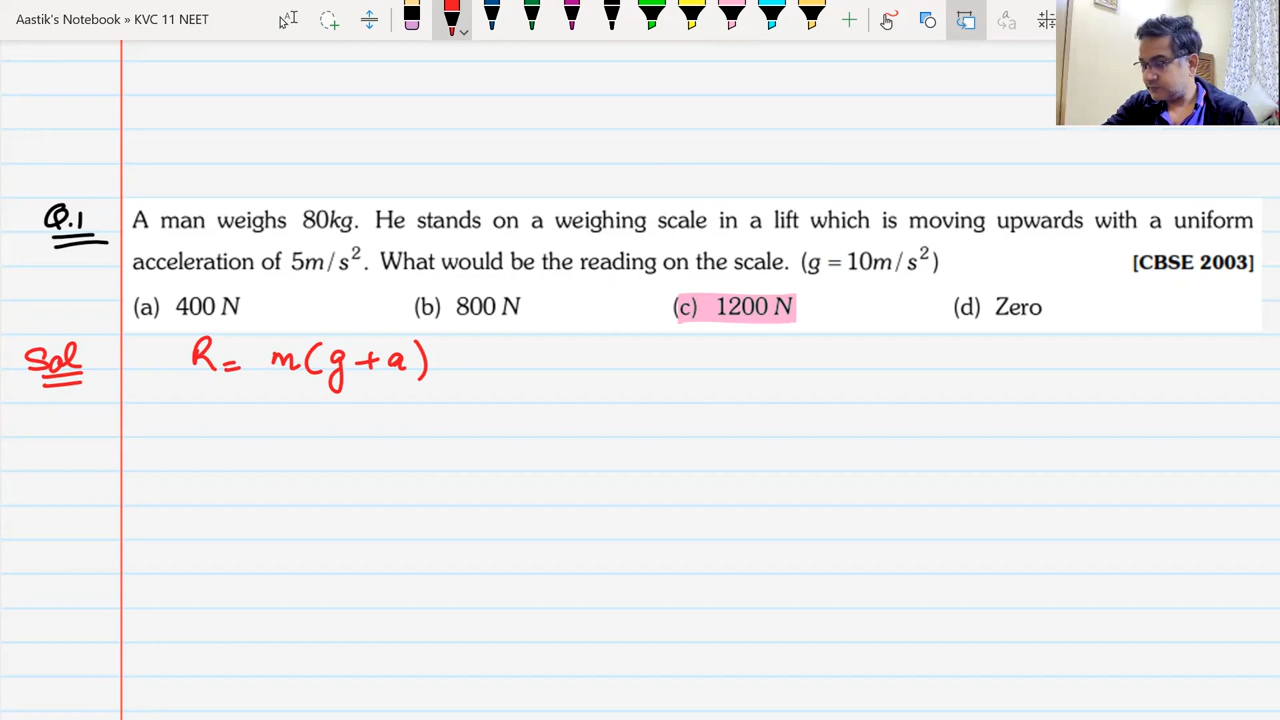 Aastik's Notebook » KVC 11 NEET
Q.1 A man weighs 80kg. He stands on a weighing scale in a lift which is moving upwards with a uniform
acceleration of 5m/s². What would be the reading on the scale. (g = 10m/s²) [CBSE 2003]
(a) 400 N (b) 800 N (c) 1200 N (d) Zero
Sol R = m(g+a)